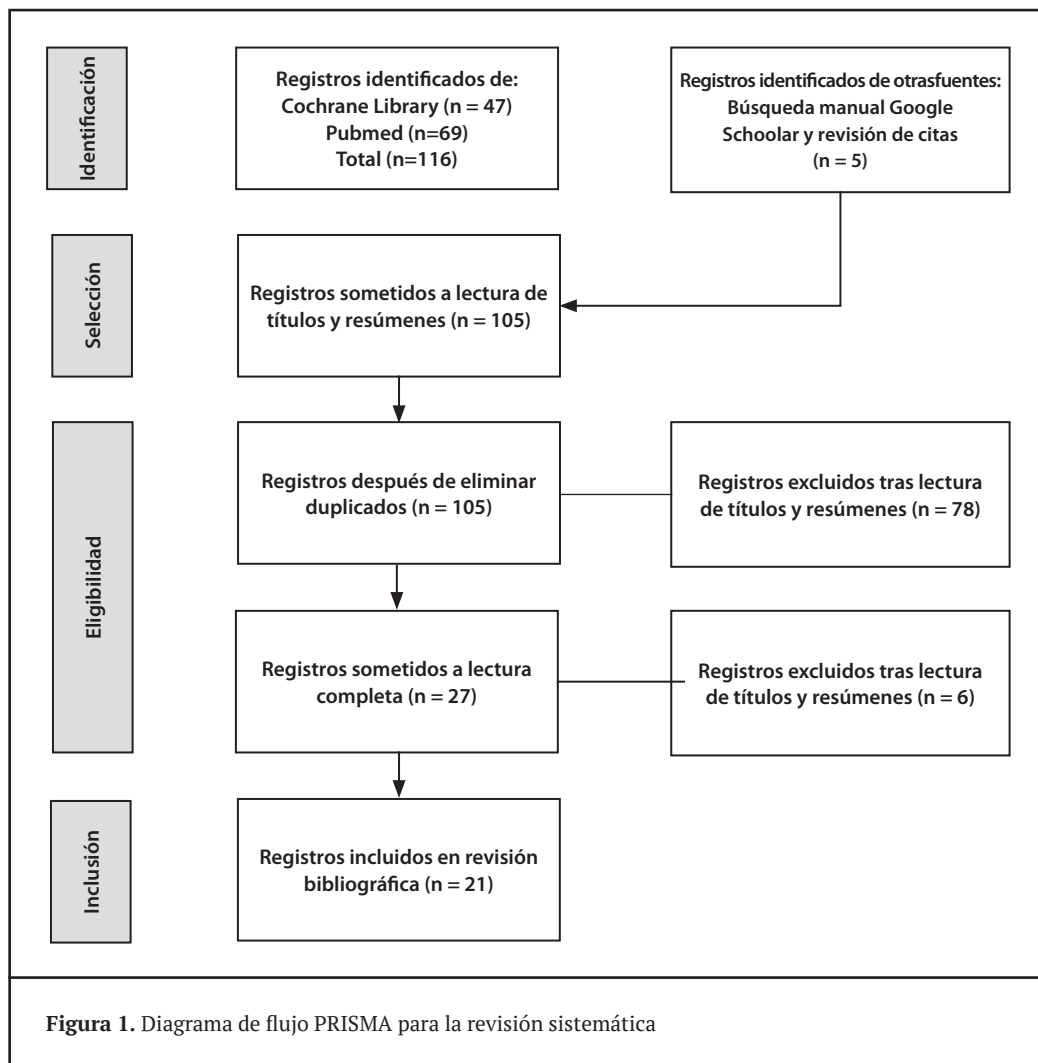 Identificación
Registros identificados de:
Cochrane Library (n = 47)
Pubmed (n=69)
Total (n=116)
Registros identificados de otrasfuentes:
Búsqueda manual Google
Schoolar y revisión de citas
(n = 5)
Selección
Registros sometidos a lectura de
títulos y resúmenes (n = 105)
Eligibilidad
Registros después de eliminar
duplicados (n = 105)
Registros excluidos tras lectura
de títulos y resúmenes (n = 78)
Registros sometidos a lectura
completa (n = 27)
Registros excluidos tras lectura
de títulos y resúmenes (n = 6)
Inclusión
Registros incluidos en revisión
bibliográfica (n = 21)
Figura 1. Diagrama de flujo PRISMA para la revisión sistemática